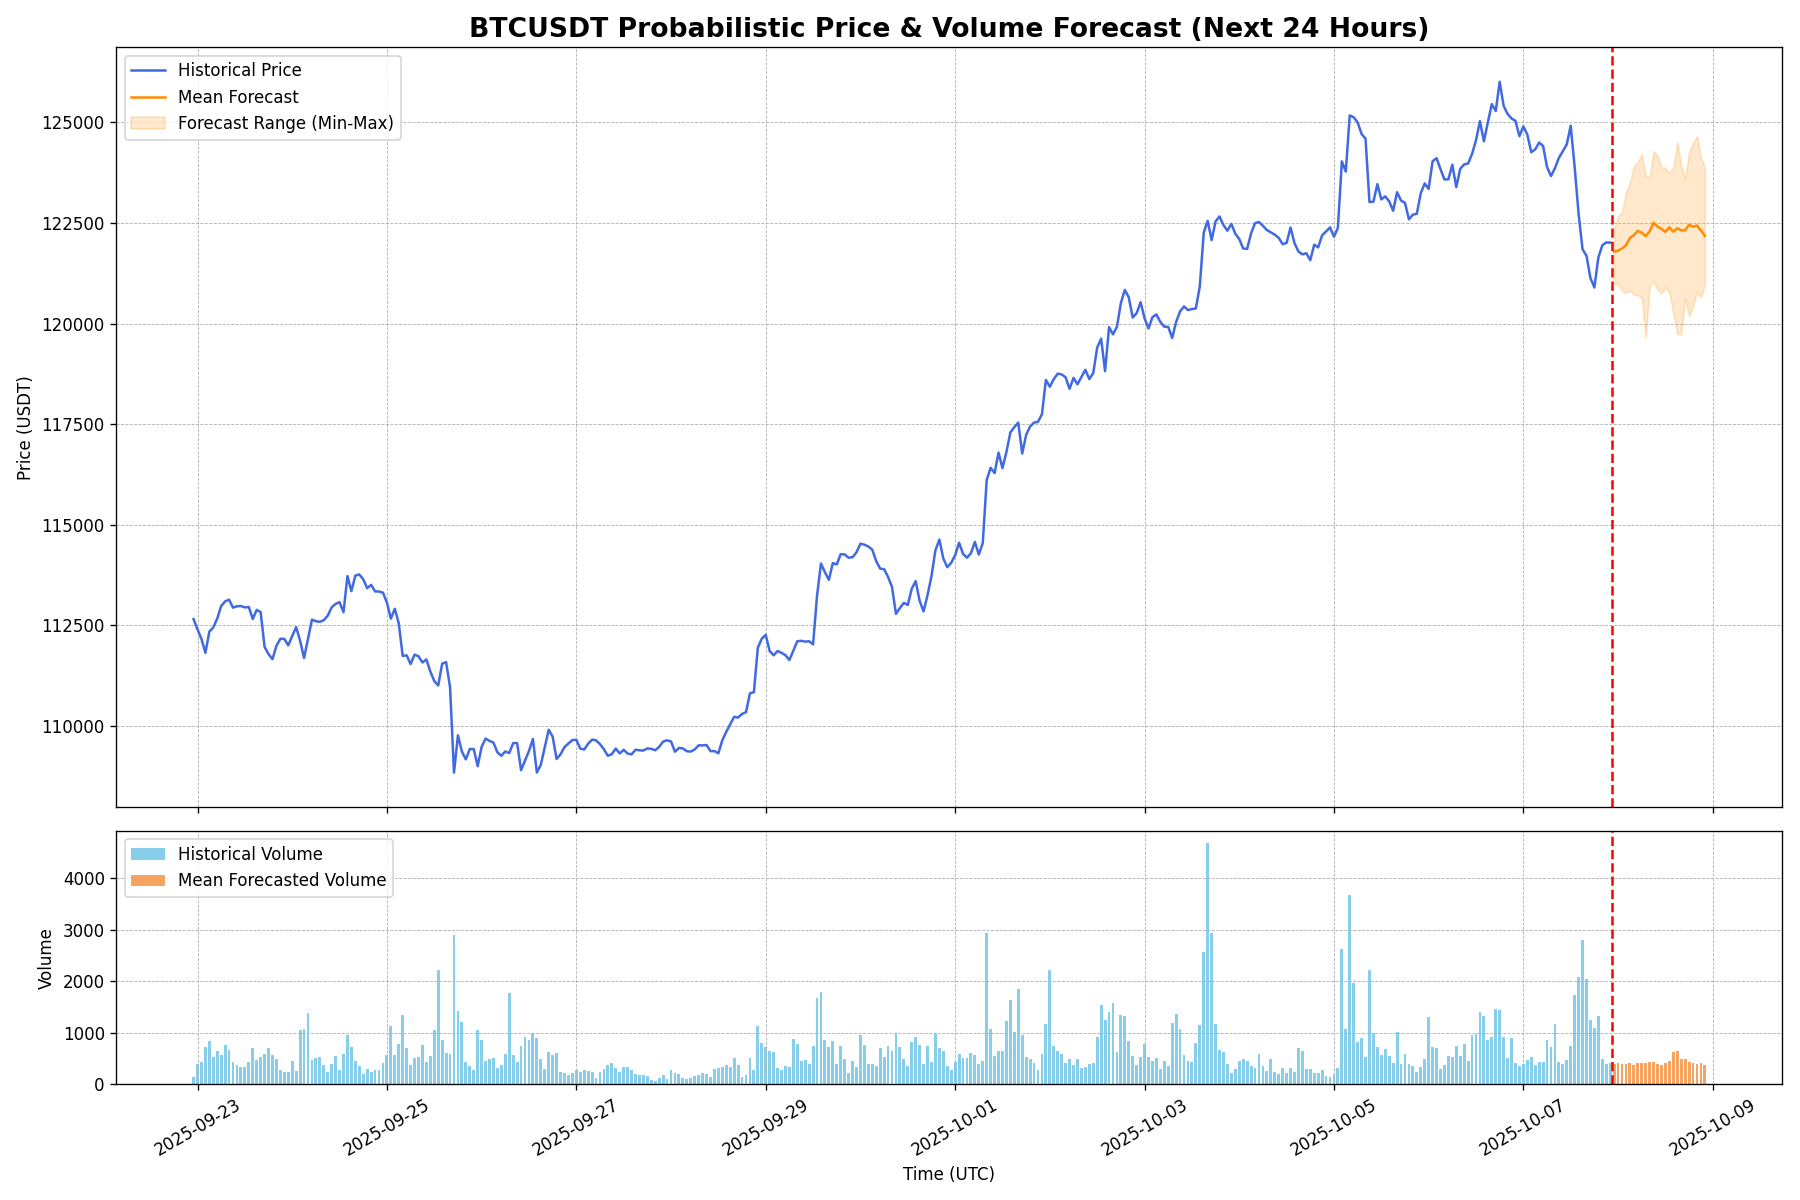 BTCUSDT Probabilistic Price & Volume Forecast (Next 24 Hours)
Historical Price
Mean Forecast
Forecast Range (Min-Max)
125000
122500
120000
117500
115000
112500
110000
Price (USDT)
Historical Volume
Mean Forecasted Volume
4000
3000
2000
1000
0
Volume
2025-09-23
2025-09-25
2025-09-27
2025-09-29
2025-10-01
2025-10-03
2025-10-05
2025-10-07
2025-10-09
Time (UTC)